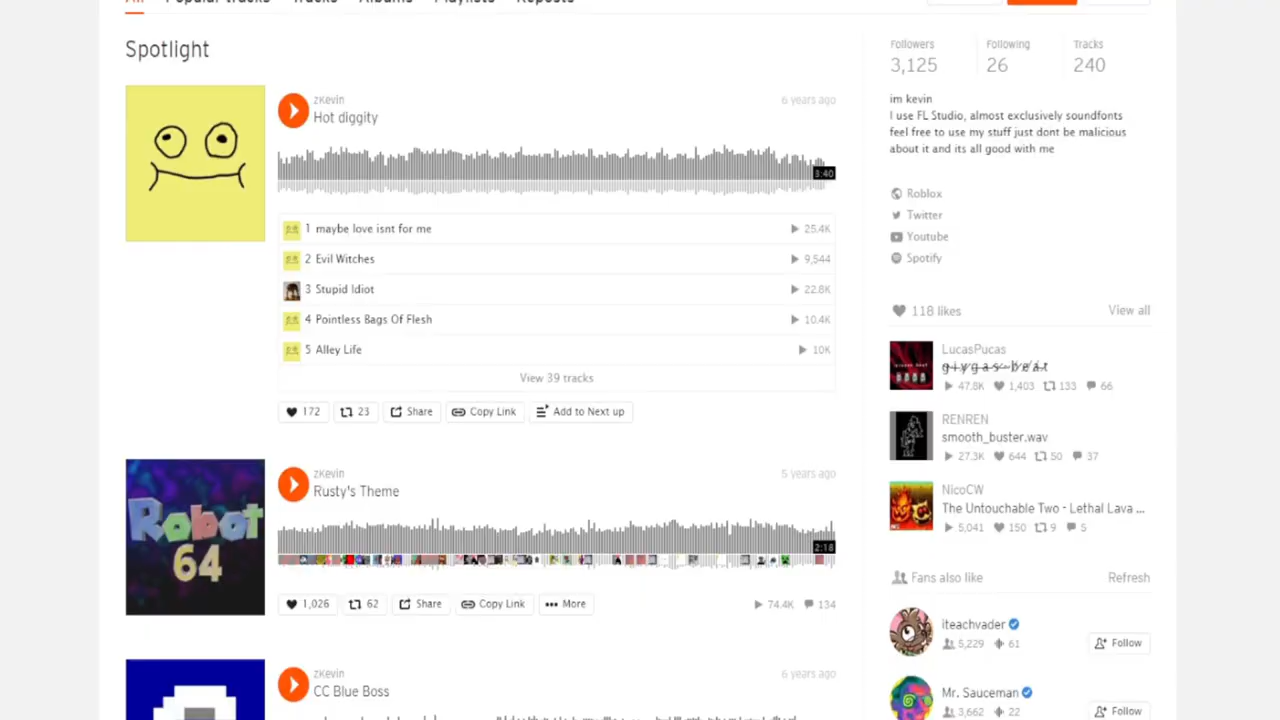 All Popular tracks Tracks Albums Playlists Reposts
Spotlight
zKevin
6 years ago
Hot diggity
3:40
1 maybe love isnt for me
25.4K
2 Evil Witches
9,544
3 Stupid Idiot
22.8K
4 Pointless Bags Of Flesh
10.4K
5 Alley Life
10K
View 39 tracks
172
23
Share
Copy Link
Add to Next up
Robot
64
zKevin
5 years ago
Rusty's Theme
2:18
1,026
62
Share
Copy Link
More
74.4K
134
zKevin
6 years ago
CC Blue Boss
Followers
3,125
Following
26
Tracks
240
im kevin
I use FL Studio, almost exclusively soundfonts
feel free to use my stuff just dont be malicious
about it and its all good with me
Roblox
Twitter
Youtube
Spotify
118 likes
View all
LucasPucas
g-i-y-g-a-s-b-e-a-t
47.8K 1,403 133 66
RENREN
smooth_buster.wav
27.3K 644 50 37
NicoCW
The Untouchable Two - Lethal Lava ...
5,041 150 9 5
Fans also like
Refresh
iteachvader
5,229 61
Follow
Mr. Sauceman
3,662 22
Follow